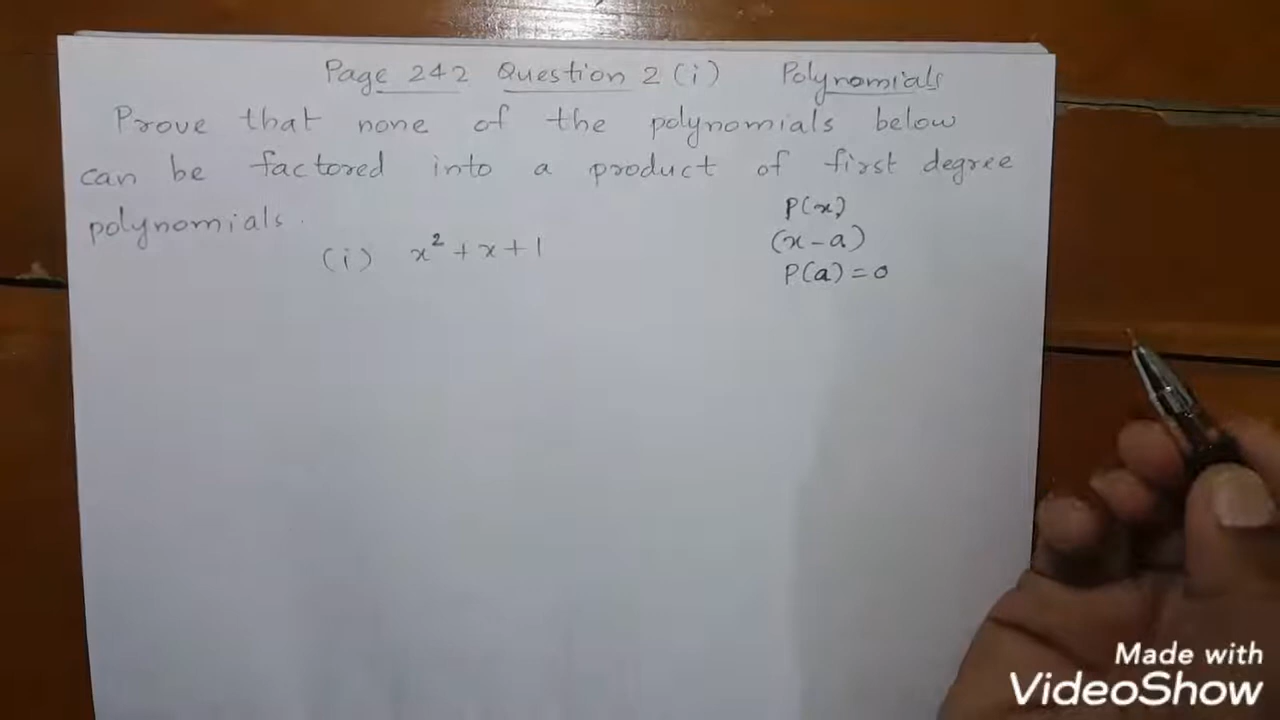 Page 242 Question 2 (i) Polynomials
Prove that none of the polynomials below
can be factored into a product of first degree
polynomials.
(i) x² + x + 1
P(x)
(x - a)
P(a) = 0
Made with
VideoShow